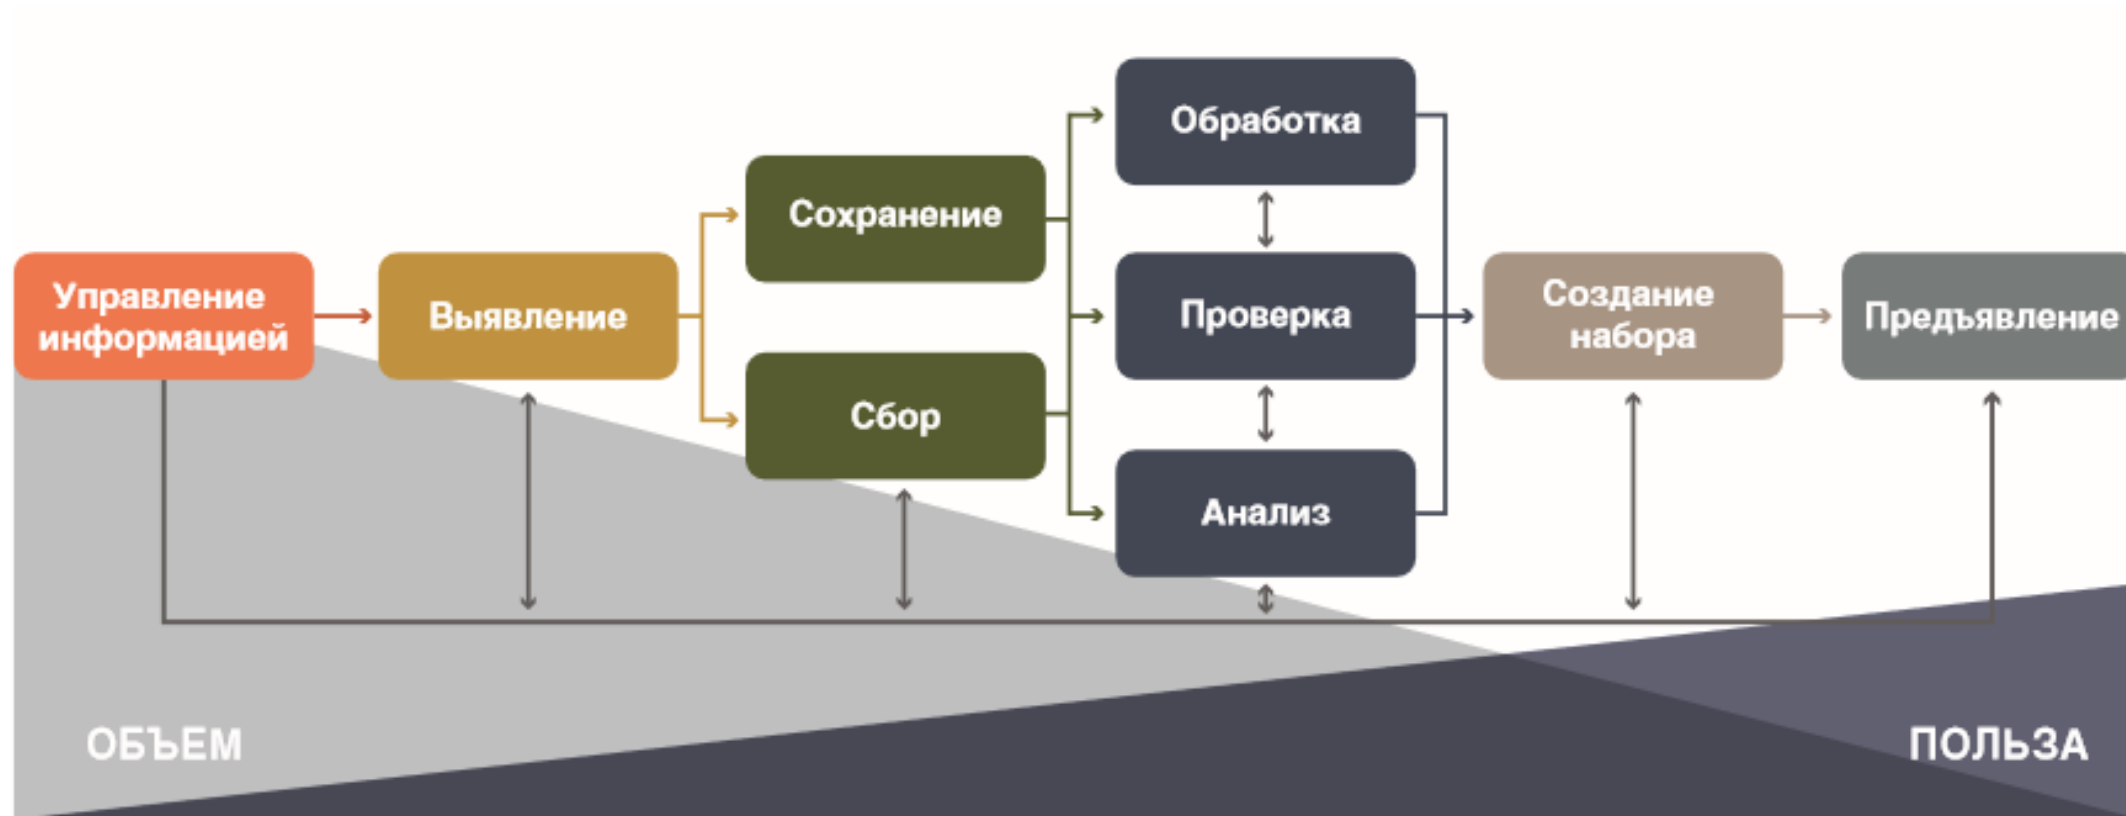 Управление
информацией
Выявление
Сохранение
Сбор
Обработка
Проверка
Анализ
Создание
набора
Предъявление
ОБЪЕМ
ПОЛЬЗА